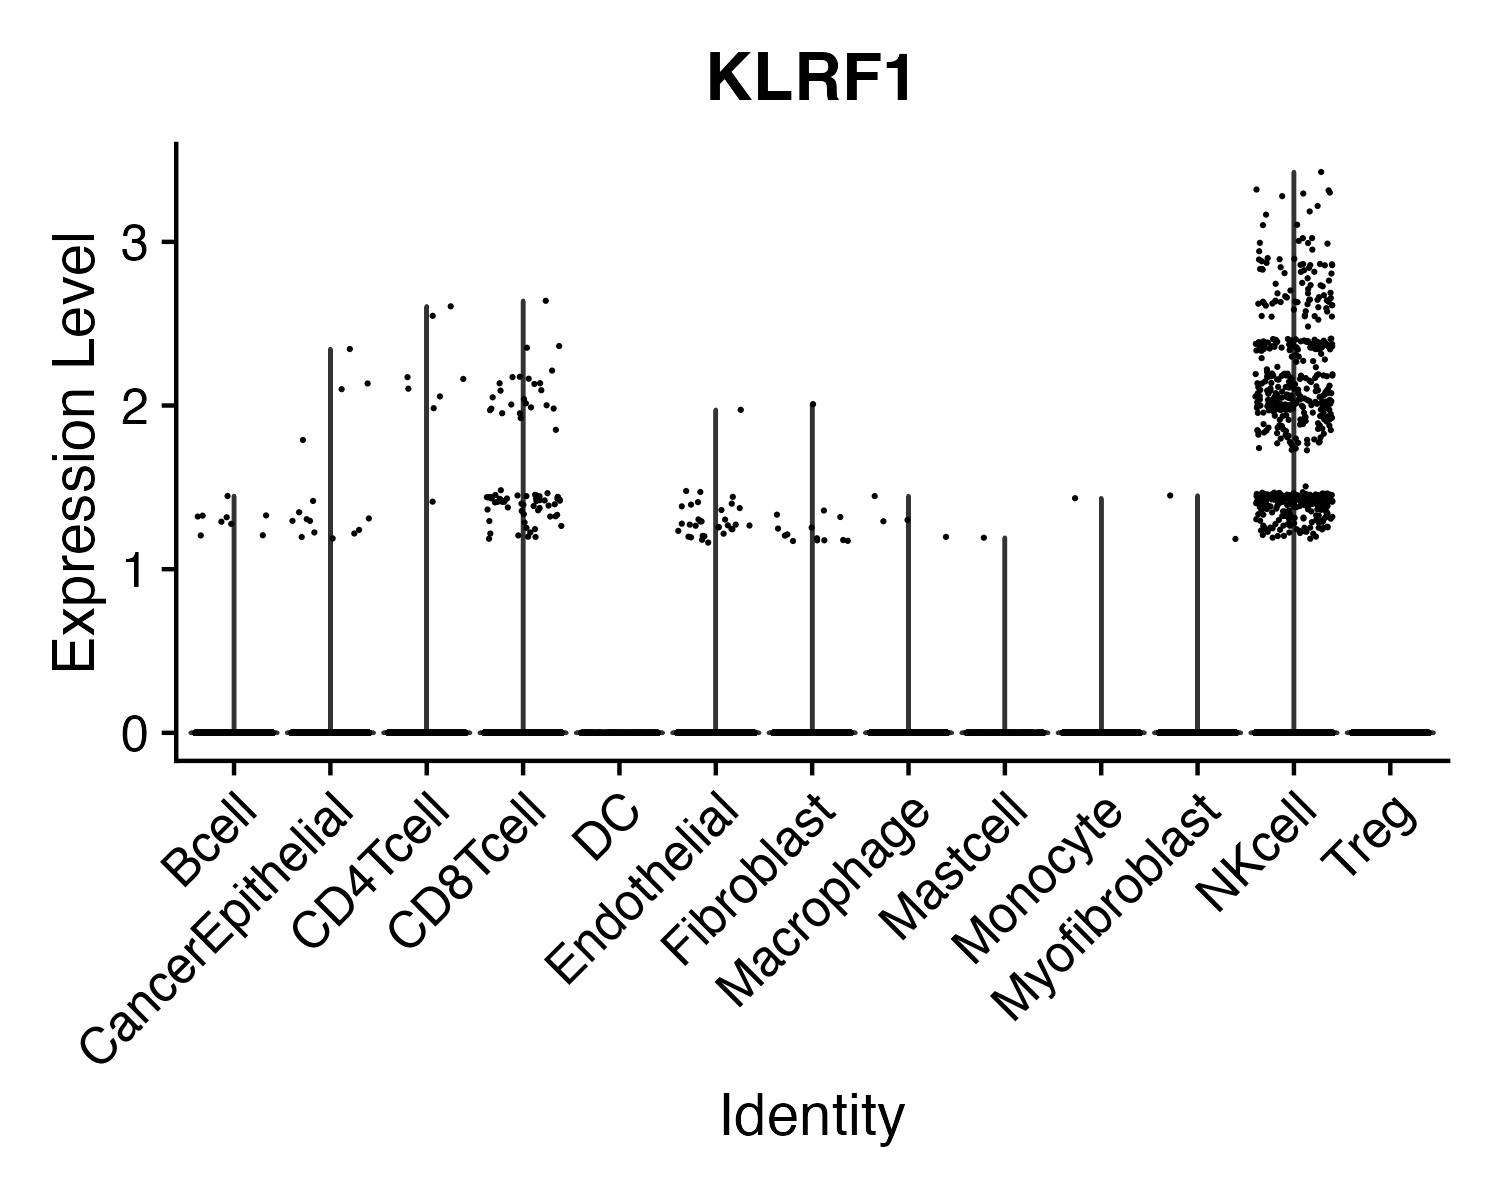 KLRF1
Expression Level
3
2
1
0
Bcell
CancerEpithelial
CD4Tcell
CD8Tcell
DC
Endothelial
Fibroblast
Macrophage
Mastcell
Monocyte
Myofibroblast
NKcell
Treg
Identity